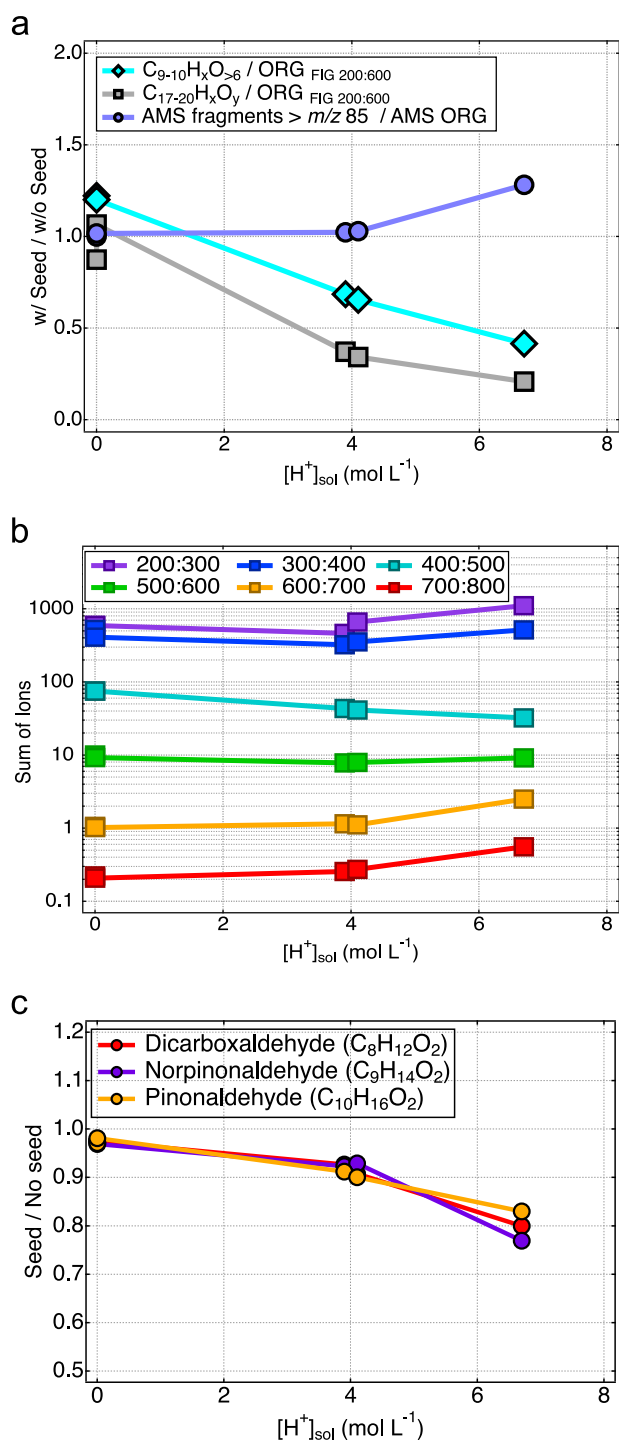 a
2.0
C9-10HxO>6 / ORG FIG 200:600
C17-20HxOy / ORG FIG 200:600
AMS fragments > m/z 85 / AMS ORG
1.5
1.0
0.5
0.0
w/ Seed / w/o Seed
0 2 4 6 8
[H+]sol (mol L-1)
b
200:300 300:400 400:500
500:600 600:700 700:800
1000
100
10
1
0.1
Sum of Ions
0 2 4 6 8
[H+]sol (mol L-1)
c
1.2
Dicarboxaldehyde (C8H12O2)
Norpinonaldehyde (C9H14O2)
Pinonaldehyde (C10H16O2)
1.1
1.0
0.9
0.8
0.7
0.6
0.5
Seed / No seed
0 2 4 6 8
[H+]sol (mol L-1)